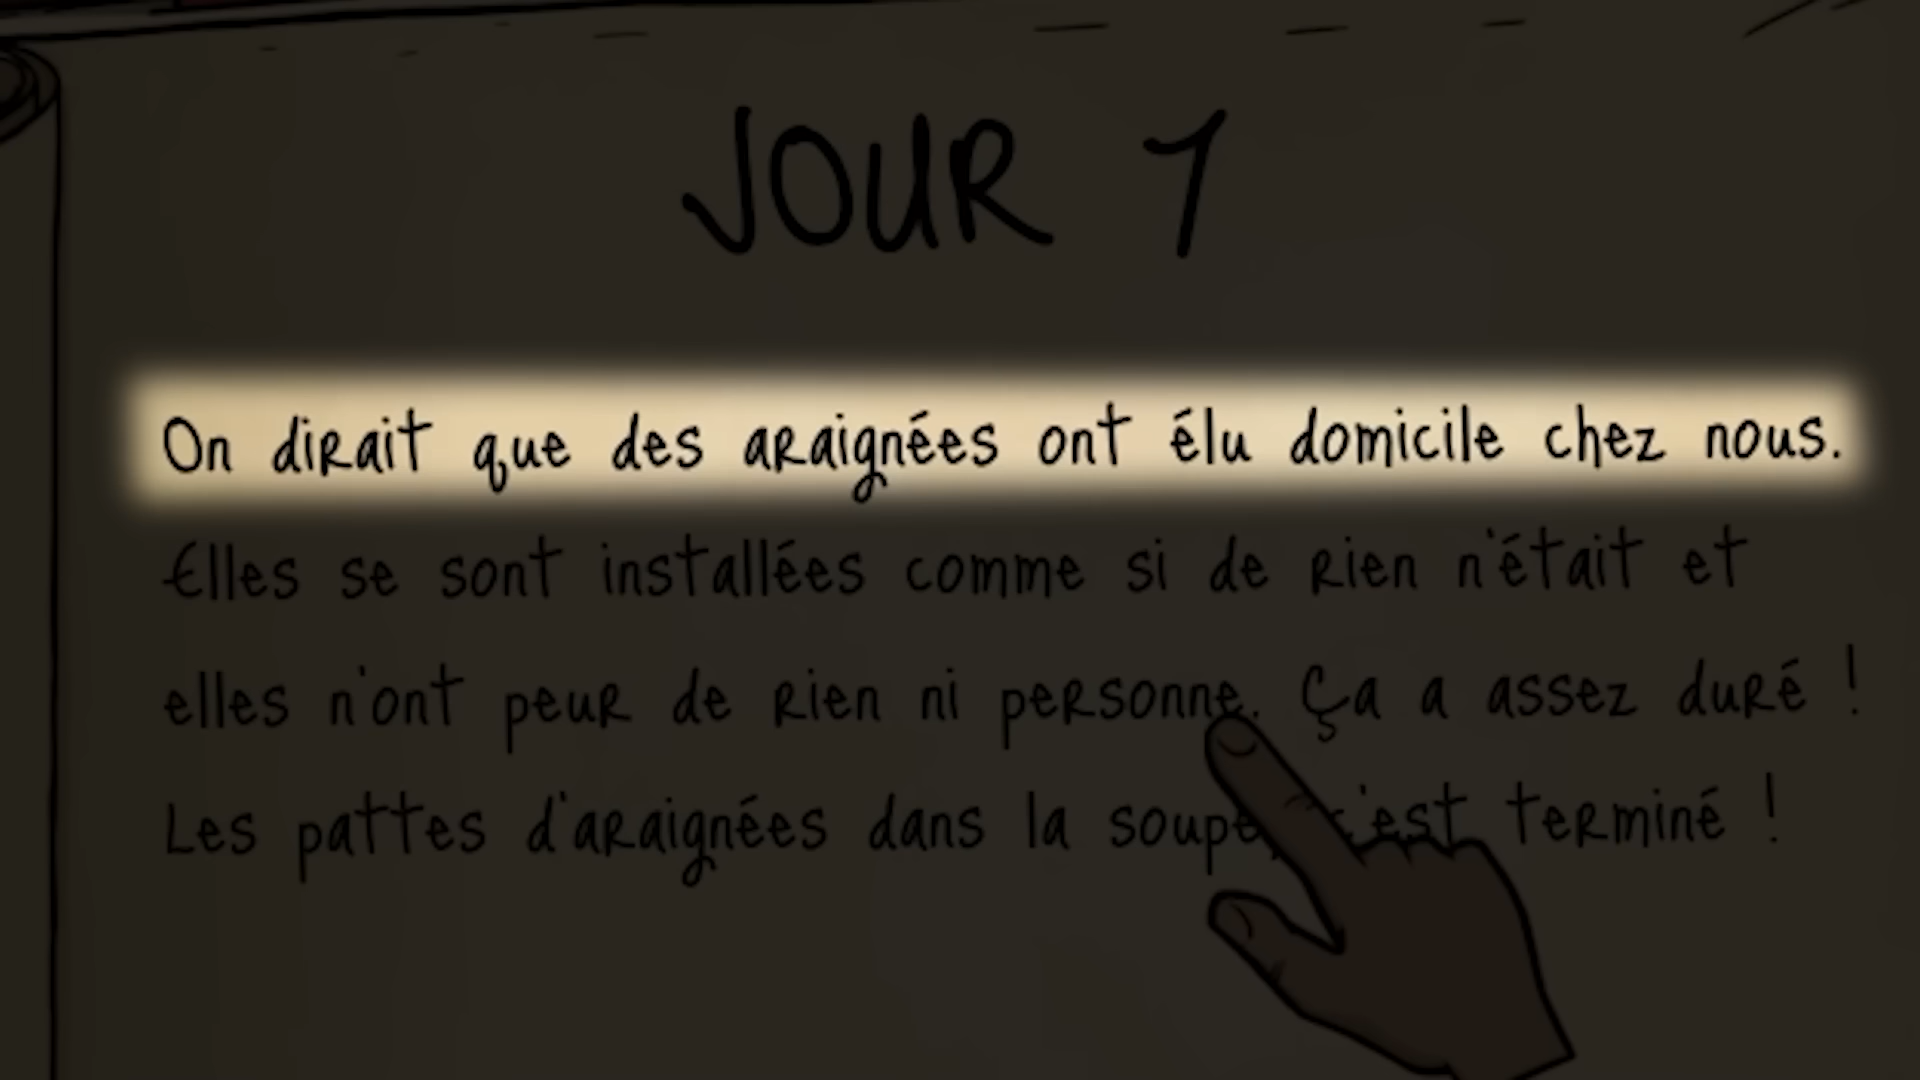 JOUR 1
On dirait que des araignées ont élu domicile chez nous.
Elles se sont installées comme si de rien n'était et
elles n'ont peur de rien ni personne. Ça a assez duré !
Les pattes d'araignées dans la soupe, c'est terminé !